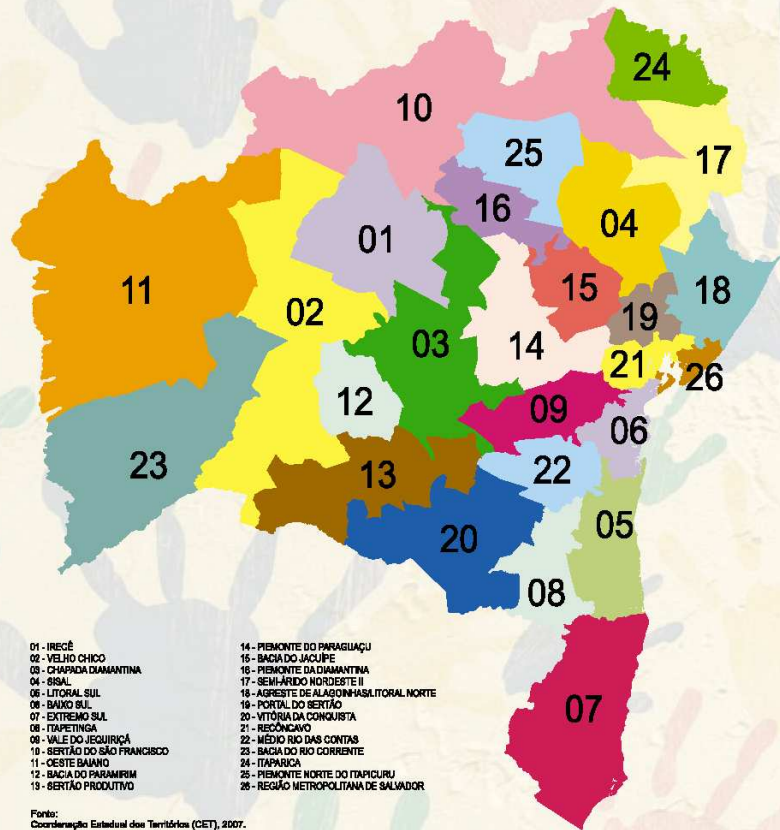 24
10
25
17
16
04
01
11
15
18
02
19
03
14
21
26
12
09
06
23
13
22
05
20
08
07
01 - IRECÊ
02 - VELHO CHICO
03 - CHAPADA DIAMANTINA
04 - SISAL
05 - LITORAL SUL
06 - BAIXO SUL
07 - EXTREMO SUL
08 - ITAPETINGA
09 - VALE DO JEQUIRIÇÁ
10 - SERTÃO DO SÃO FRANCISCO
11 - OESTE BAIANO
12 - BACIA DO PARAMIRIM
13 - SERTÃO PRODUTIVO
14 - PIEMONTE DO PARAGUAÇU
15 - BACIA DO JACUÍPE
16 - PIEMONTE DA DIAMANTINA
17 - SEMI-ÁRIDO NORDESTE II
18 - AGRESTE DE ALAGOINHAS/LITORAL NORTE
19 - PORTAL DO SERTÃO
20 - VITÓRIA DA CONQUISTA
21 - RECÔNCAVO
22 - MÉDIO RIO DAS CONTAS
23 - BACIA DO RIO CORRENTE
24 - ITAPARICA
25 - PIEMONTE NORTE DO ITAPICURU
26 - REGIÃO METROPOLITANA DE SALVADOR
Fonte:
Coordenação Estadual dos Territórios (CET), 2007.